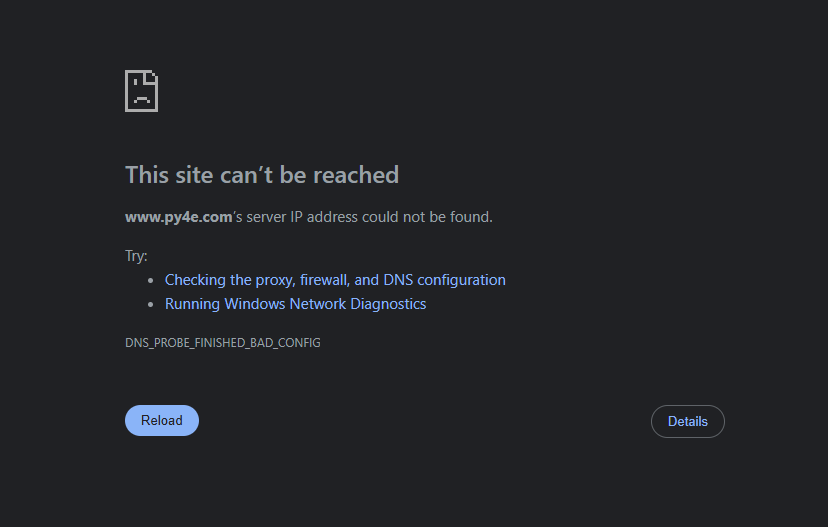 This site can’t be reached
www.py4e.com’s server IP address could not be found.
Try:
Checking the proxy, firewall, and DNS configuration
Running Windows Network Diagnostics
DNS_PROBE_FINISHED_BAD_CONFIG
Reload
Details